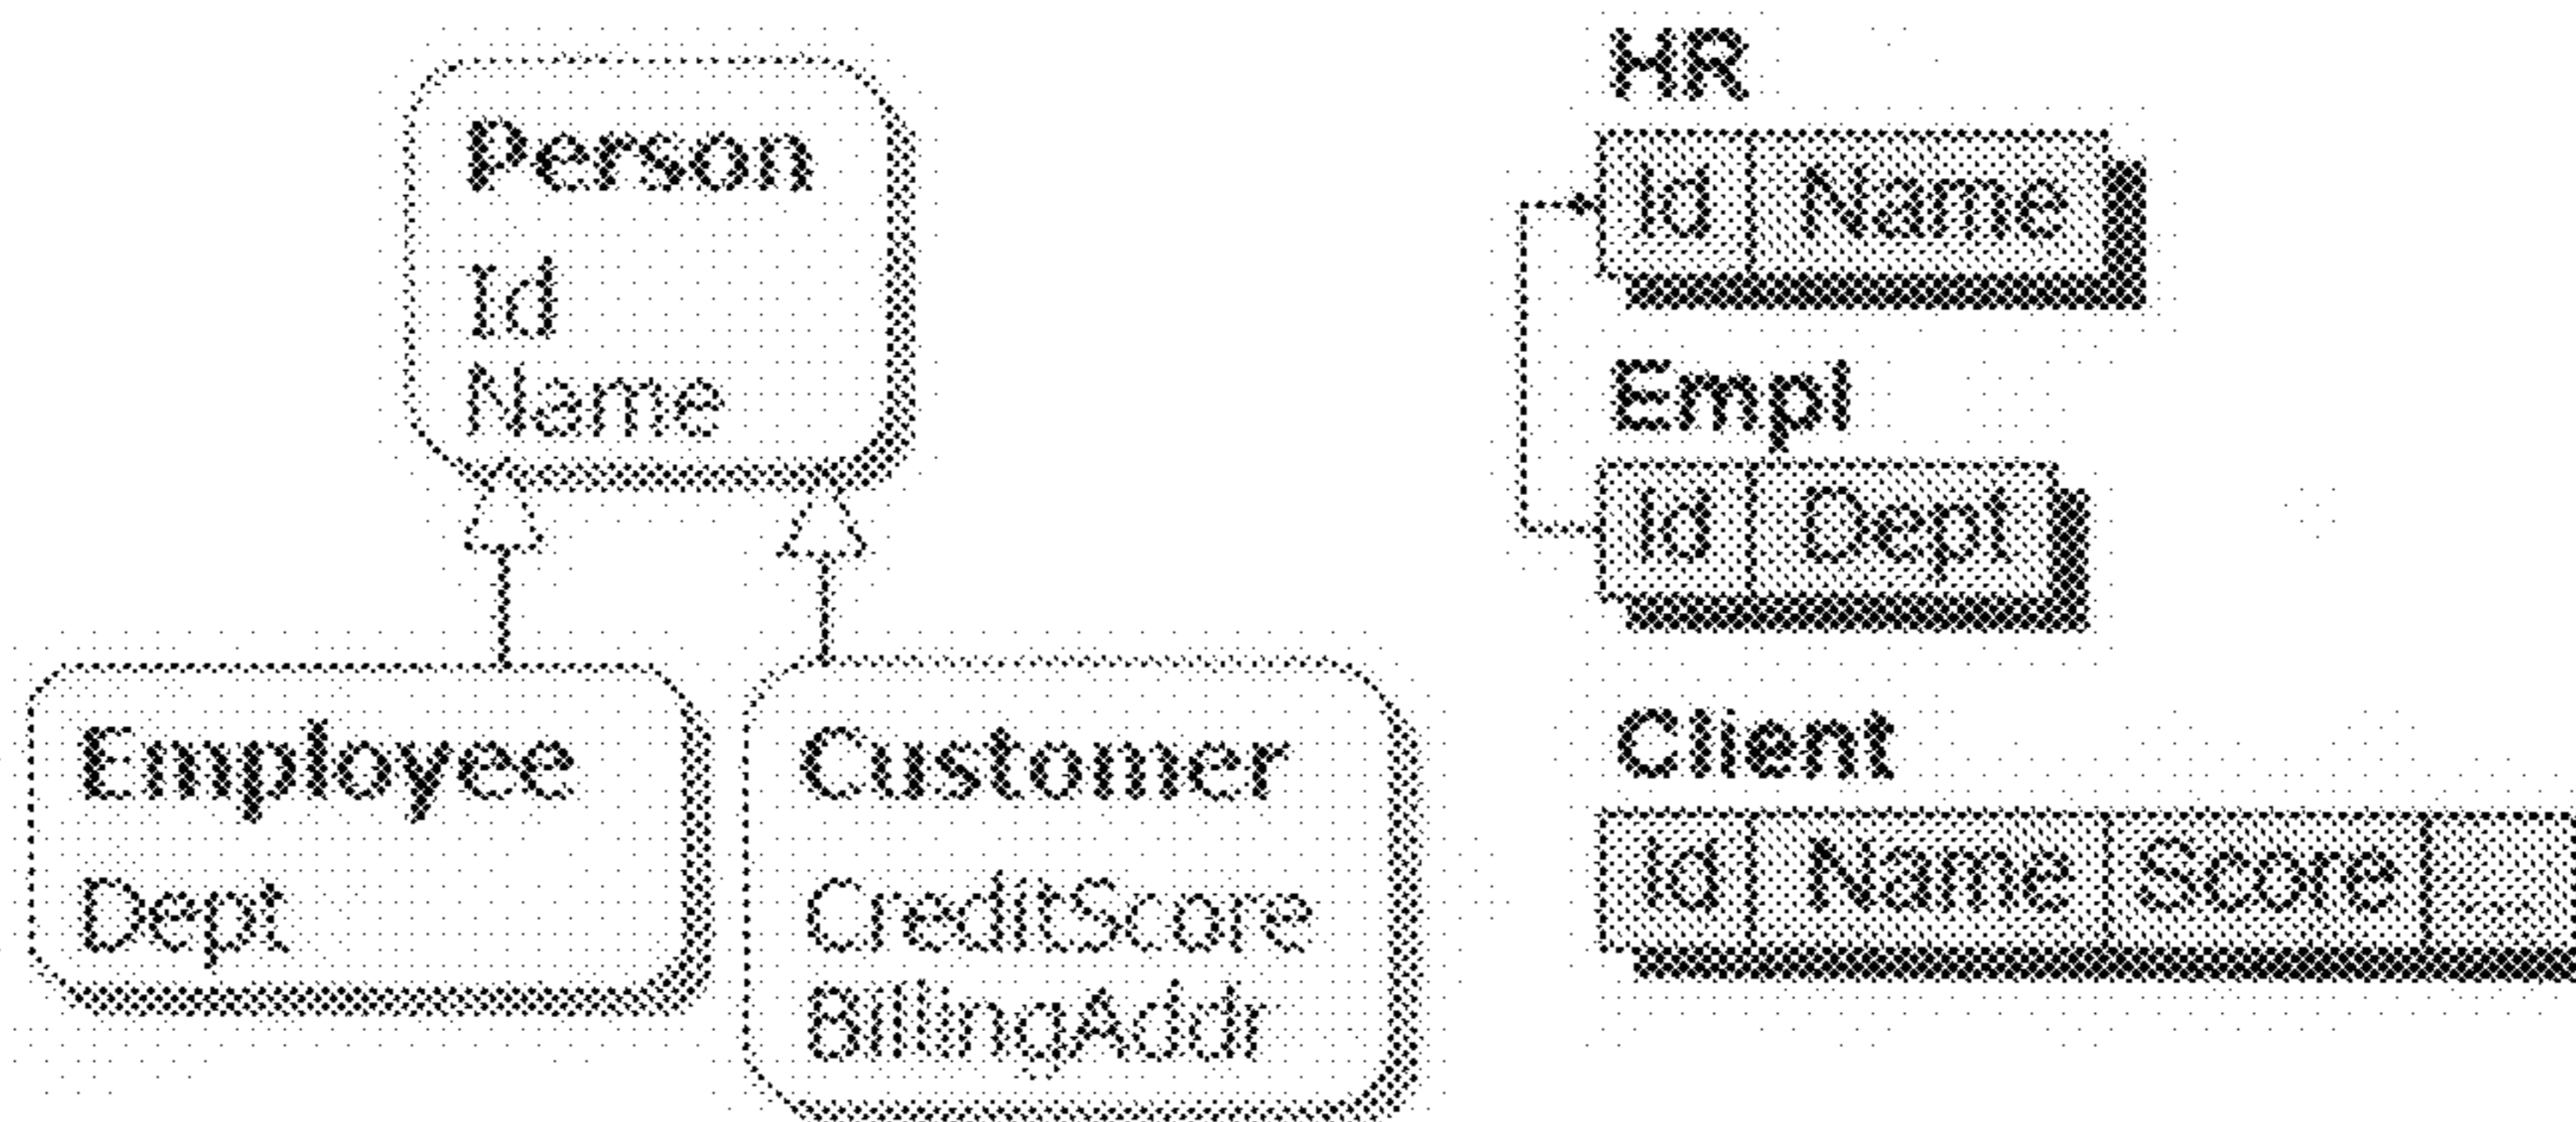 Person
Id
Name
Employee
Dept
Customer
CreditScore
BillingAddr
HR
Id Name
Empl
Id Dept
Client
Id Name Score